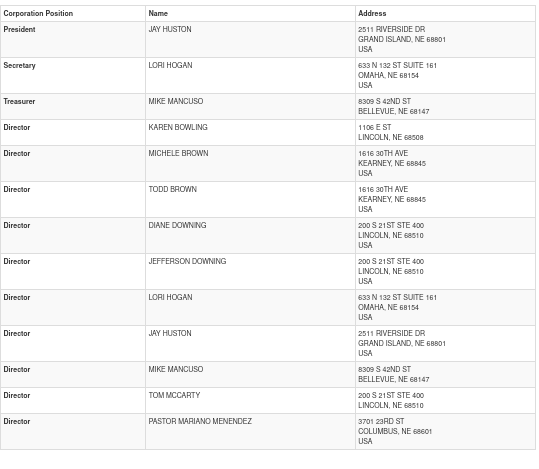 Corporation Position Name Address
President JAY HUSTON 2511 RIVERSIDE DR
GRAND ISLAND, NE 68801
USA
Secretary LORI HOGAN 633 N 132 ST SUITE 161
OMAHA, NE 68154
USA
Treasurer MIKE MANCUSO 8309 S 42ND ST
BELLEVUE, NE 68147
Director KAREN BOWLING 1106 E ST
LINCOLN, NE 68508
Director MICHELE BROWN 1616 30TH AVE
KEARNEY, NE 68845
USA
Director TODD BROWN 1616 30TH AVE
KEARNEY, NE 68845
USA
Director DIANE DOWNING 200 S 21ST STE 400
LINCOLN, NE 68510
USA
Director JEFFERSON DOWNING 200 S 21ST STE 400
LINCOLN, NE 68510
USA
Director LORI HOGAN 633 N 132 ST SUITE 161
OMAHA, NE 68154
USA
Director JAY HUSTON 2511 RIVERSIDE DR
GRAND ISLAND, NE 68801
USA
Director MIKE MANCUSO 8309 S 42ND ST
BELLEVUE, NE 68147
Director TOM MCCARTY 200 S 21ST STE 400
LINCOLN, NE 68510
Director PASTOR MARIANO MENENDEZ 3701 23RD ST
COLUMBUS, NE 68601
USA